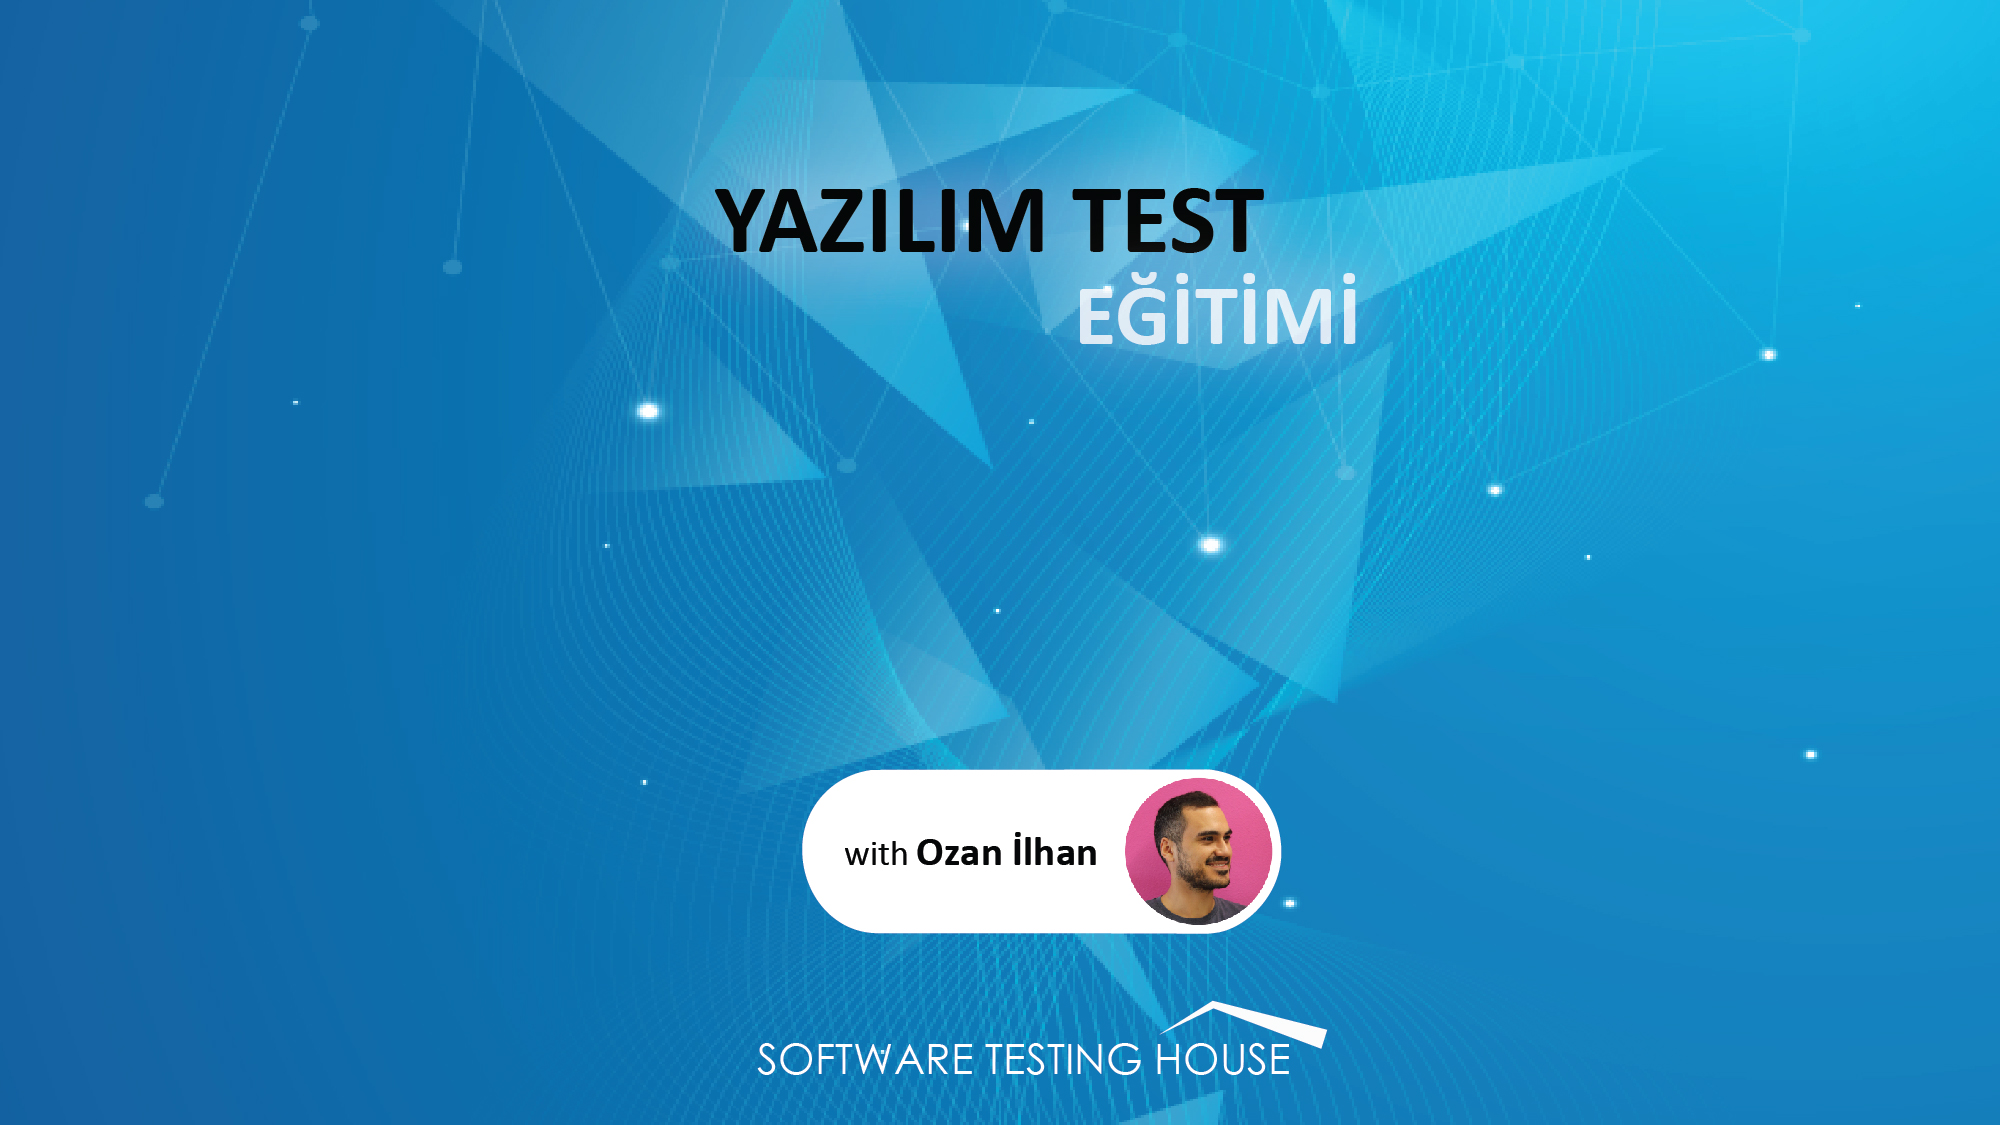 YAZILIM TEST
EĞİTİMİ
with Ozan İlhan
SOFTWARE TESTING HOUSE